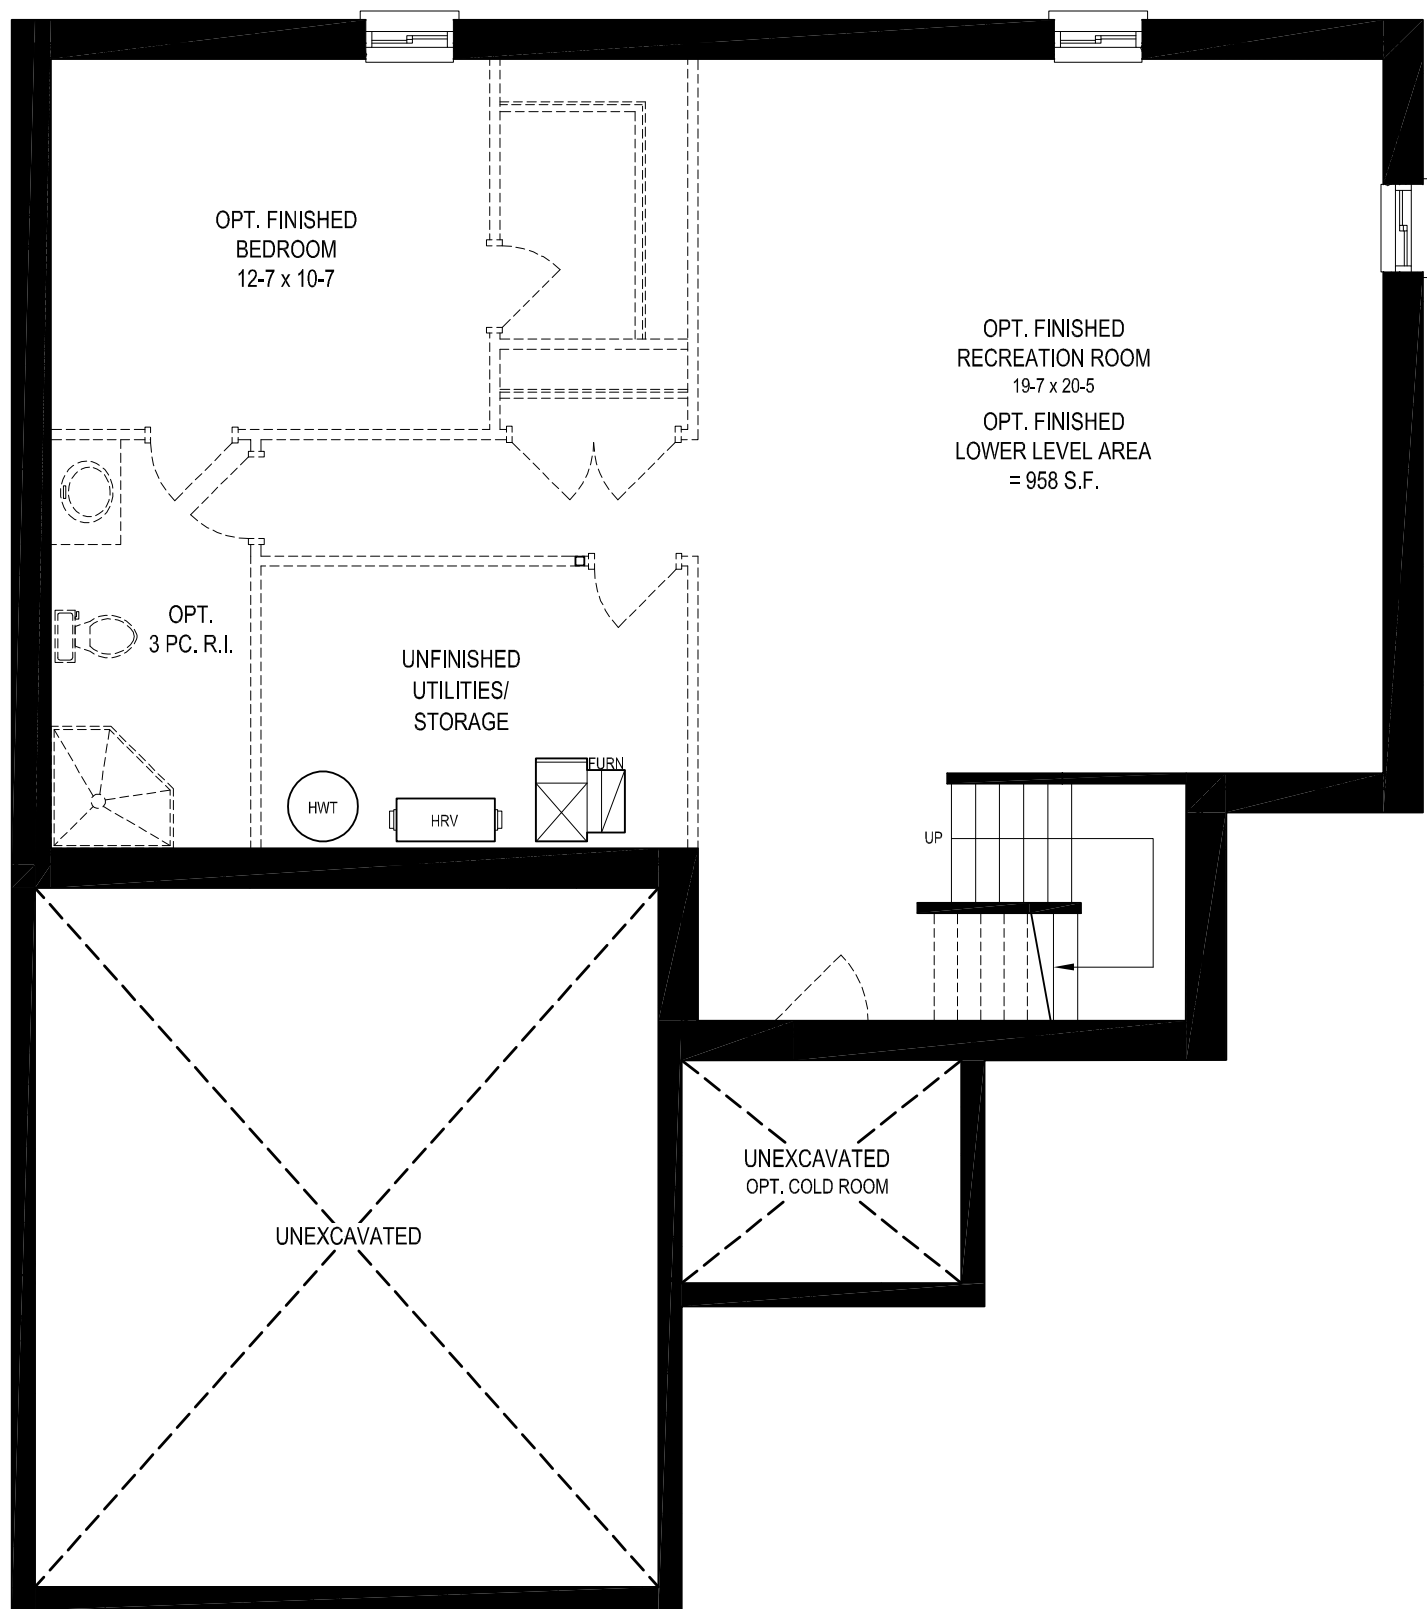 OPT. FINISHED
BEDROOM
12-7 x 10-7
OPT. FINISHED
RECREATION ROOM
19-7 x 20-5
OPT. FINISHED
LOWER LEVEL AREA
= 958 S.F.
OPT.
3 PC. R.I.
UNFINISHED
UTILITIES/
STORAGE
FURN
HWT
HRV
UP
UNEXCAVATED
OPT. COLD ROOM
UNEXCAVATED